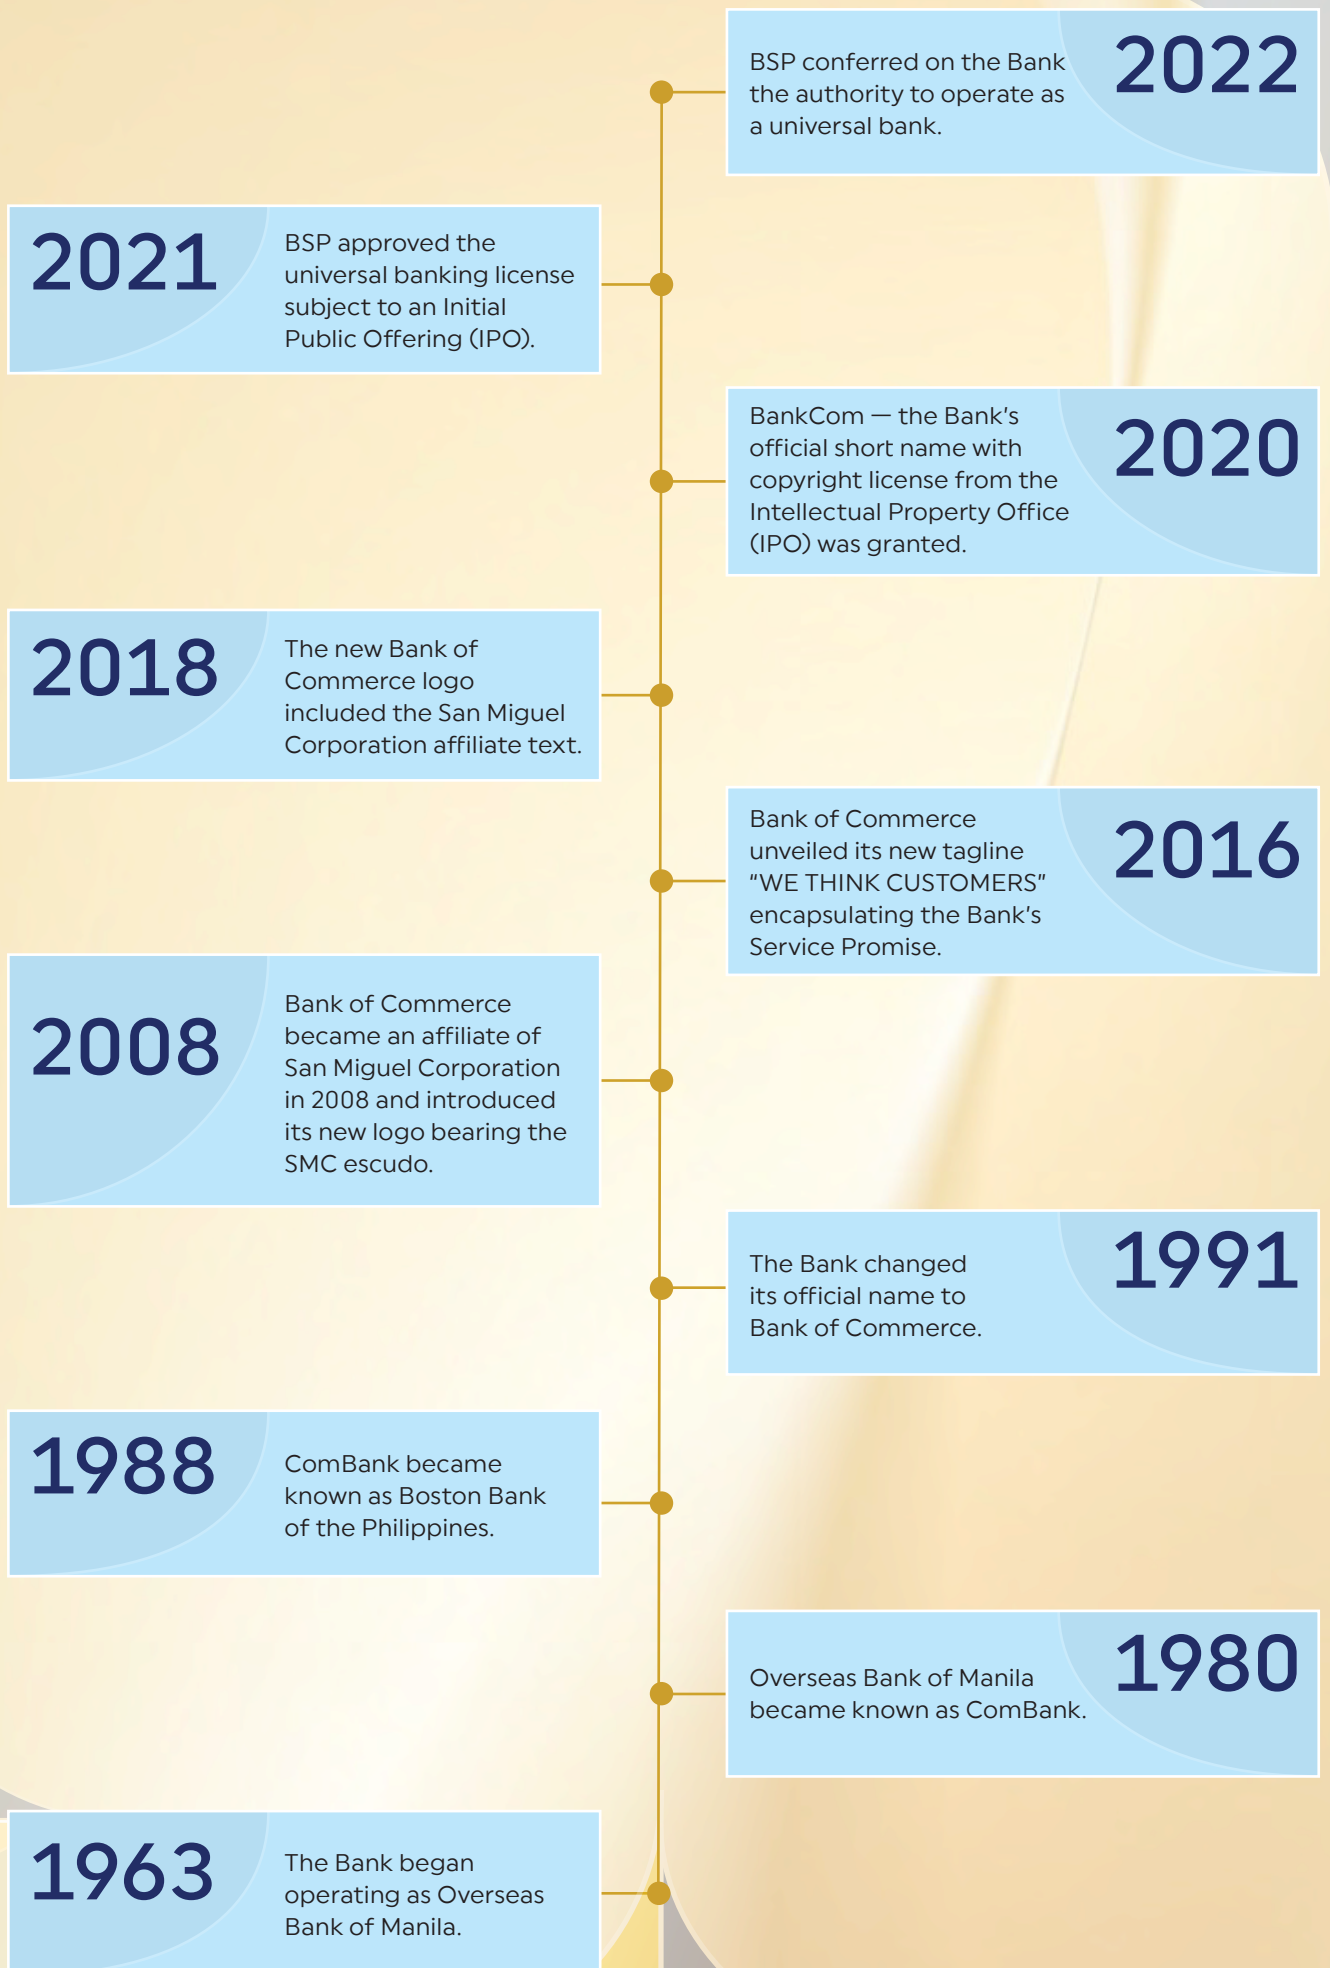 2022
BSP conferred on the Bank
the authority to operate as
a universal bank.
2021
BSP approved the
universal banking license
subject to an Initial
Public Offering (IPO).
2020
BankCom — the Bank’s
official short name with
copyright license from the
Intellectual Property Office
(IPO) was granted.
2018
The new Bank of
Commerce logo
included the San Miguel
Corporation affiliate text.
2016
Bank of Commerce
unveiled its new tagline
“WE THINK CUSTOMERS”
encapsulating the Bank’s
Service Promise.
2008
Bank of Commerce
became an affiliate of
San Miguel Corporation
in 2008 and introduced
its new logo bearing the
SMC escudo.
1991
The Bank changed
its official name to
Bank of Commerce.
1988
ComBank became
known as Boston Bank
of the Philippines.
1980
Overseas Bank of Manila
became known as ComBank.
1963
The Bank began
operating as Overseas
Bank of Manila.